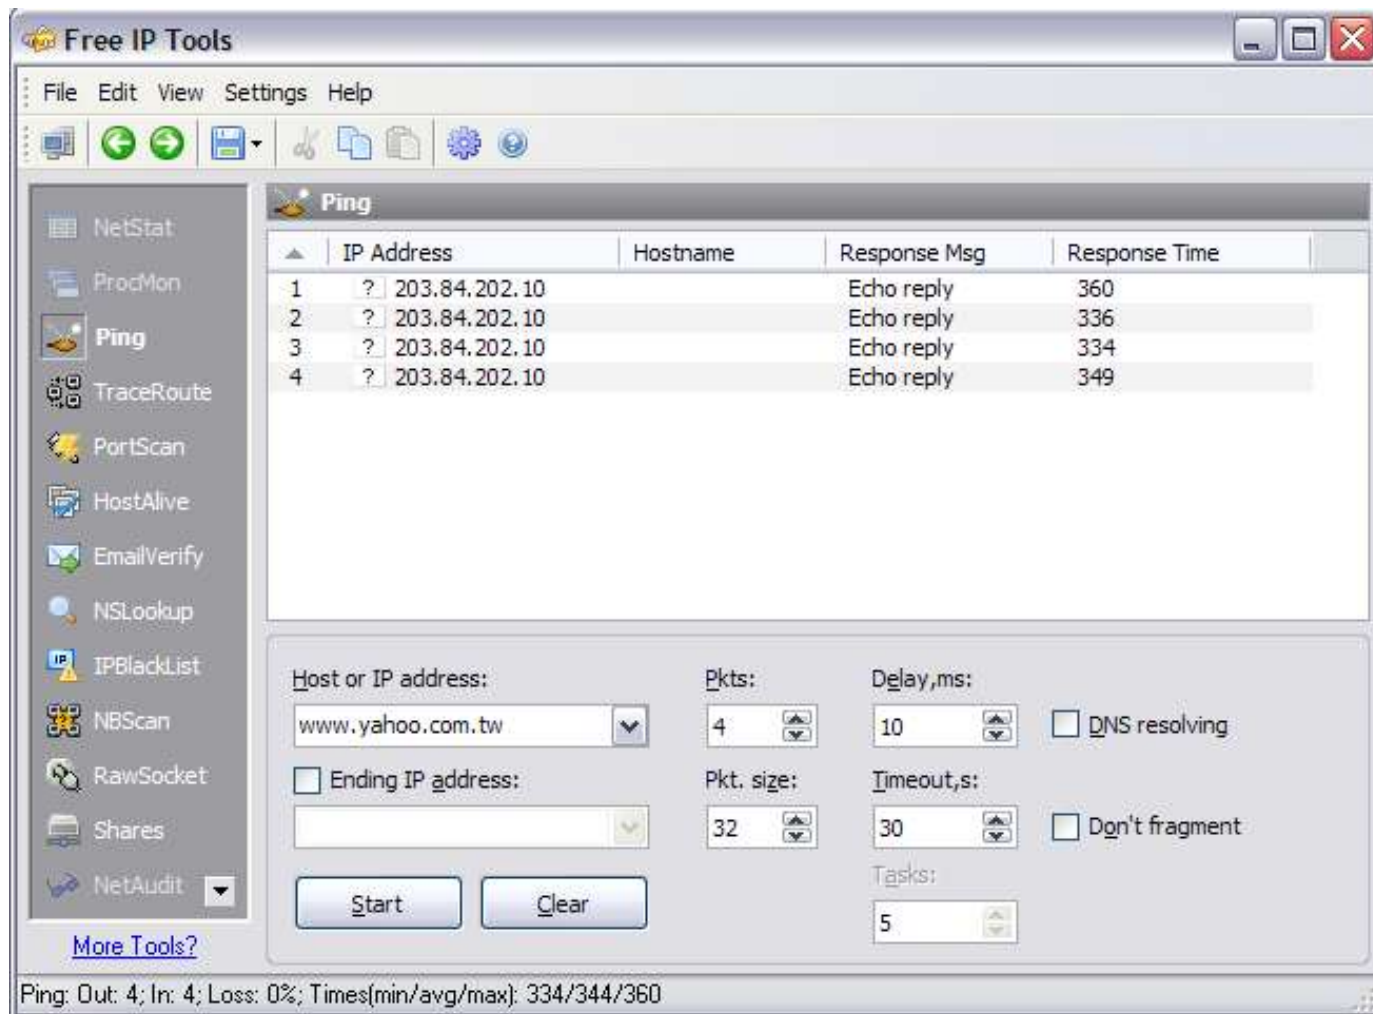 Free IP Tools
File Edit View Settings Help
NetStat
ProcMon
Ping
TraceRoute
PortScan
HostAlive
EmailVerify
NSLookup
IPBlackList
NBScan
RawSocket
Shares
NetAudit
More Tools?
Ping
IP Address Hostname Response Msg Response Time
1 ? 203.84.202.10 Echo reply 360
2 ? 203.84.202.10 Echo reply 336
3 ? 203.84.202.10 Echo reply 334
4 ? 203.84.202.10 Echo reply 349
Host or IP address: Pkts: Delay,ms:
www.yahoo.com.tw 4 10 DNS resolving
Ending IP address: Pkt. size: Timeout,s:
32 30 Don't fragment
Tasks:
Start Clear 5
Ping: Out: 4; In: 4; Loss: 0%; Times(min/avg/max): 334/344/360